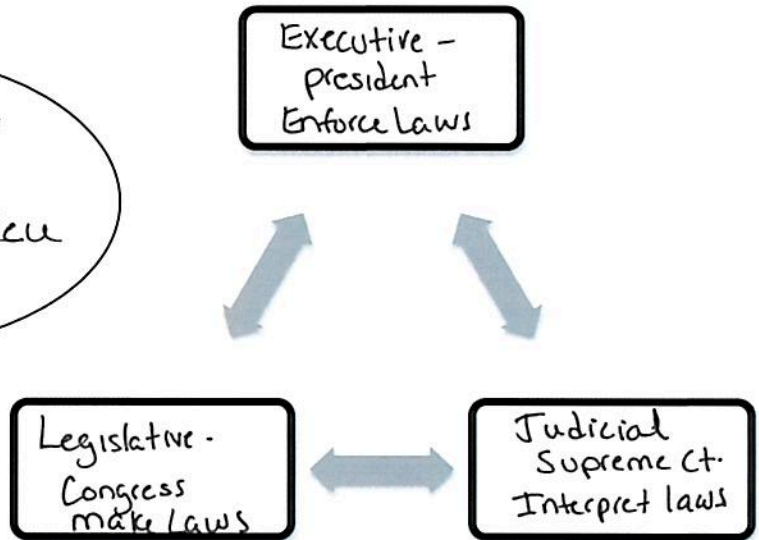 Executive -
president
Enforce Laws
Legislative -
Congress
make Laws
Judicial
Supreme Ct.
Interpret laws